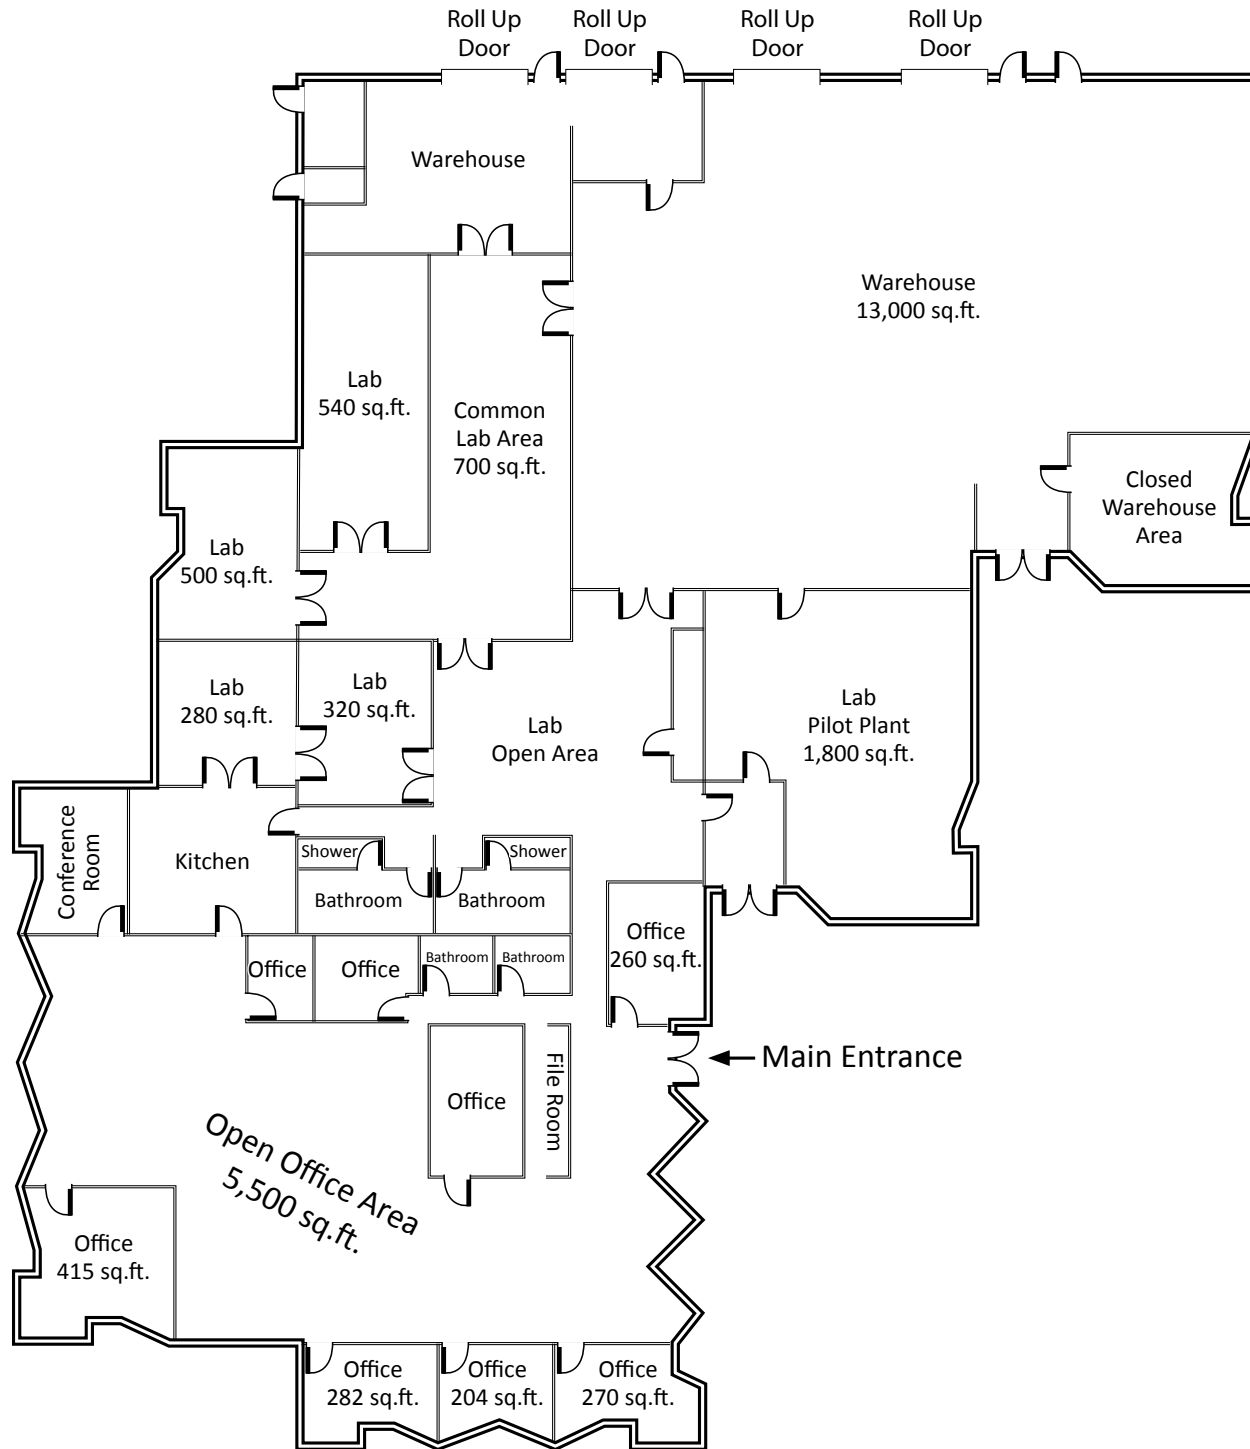 Roll Up
Door
Roll Up
Door
Roll Up
Door
Roll Up
Door
Warehouse
Warehouse
13,000 sq.ft.
Lab
540 sq.ft.
Common
Lab Area
700 sq.ft.
Closed
Warehouse
Area
Lab
500 sq.ft.
Lab
280 sq.ft.
Lab
320 sq.ft.
Lab
Open Area
Lab
Pilot Plant
1,800 sq.ft.
Conference
Room
Kitchen
Shower
Shower
Bathroom
Bathroom
Office
260 sq.ft.
Office
Office
Bathroom
Bathroom
Main Entrance
Office
File Room
Open Office Area
5,500 sq.ft.
Office
415 sq.ft.
Office
282 sq.ft.
Office
204 sq.ft.
Office
270 sq.ft.